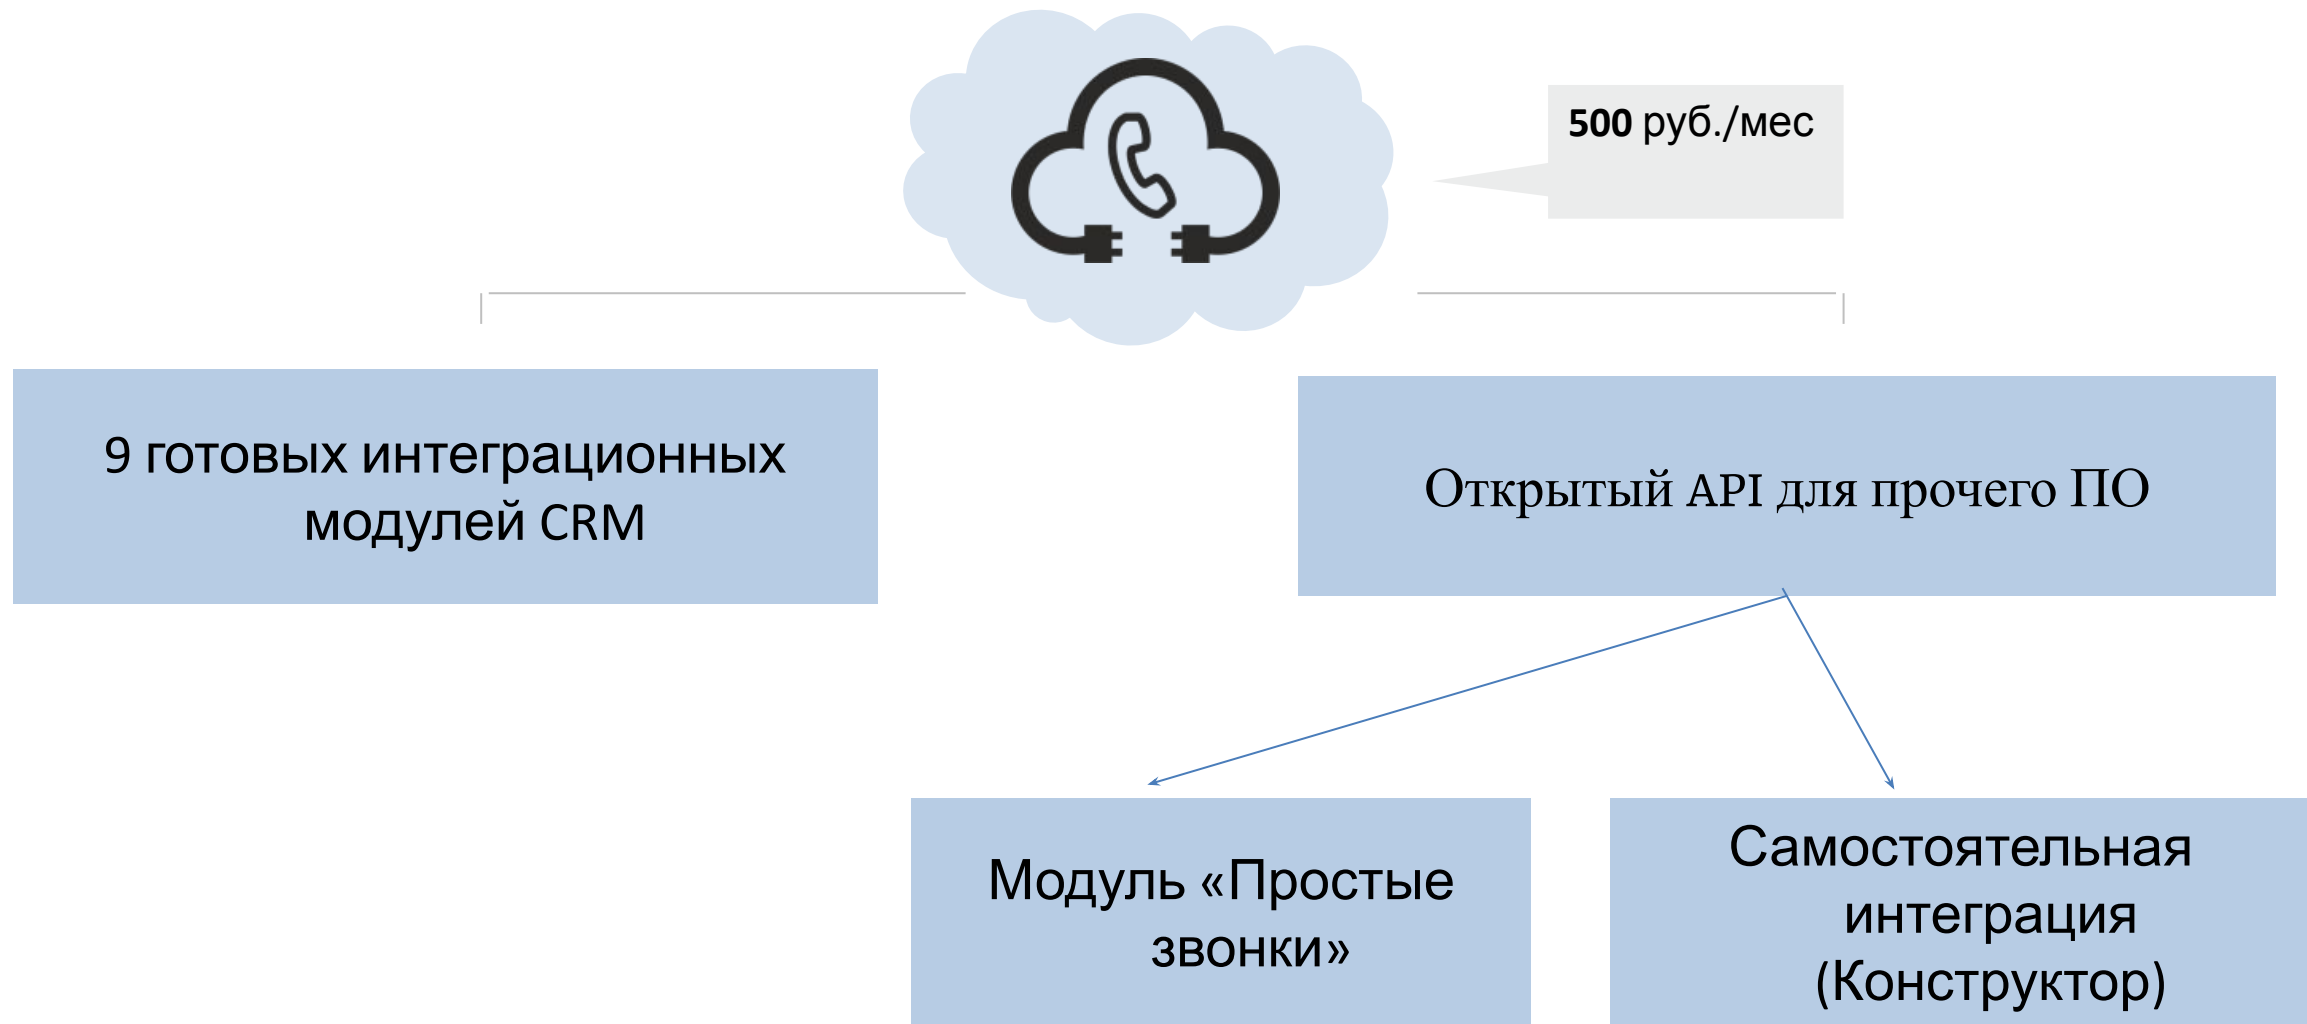 500 руб./мес
9 готовых интеграционных
модулей CRM
Открытый API для прочего ПО
Модуль «Простые
звонки»
Самостоятельная
интеграция
(Конструктор)